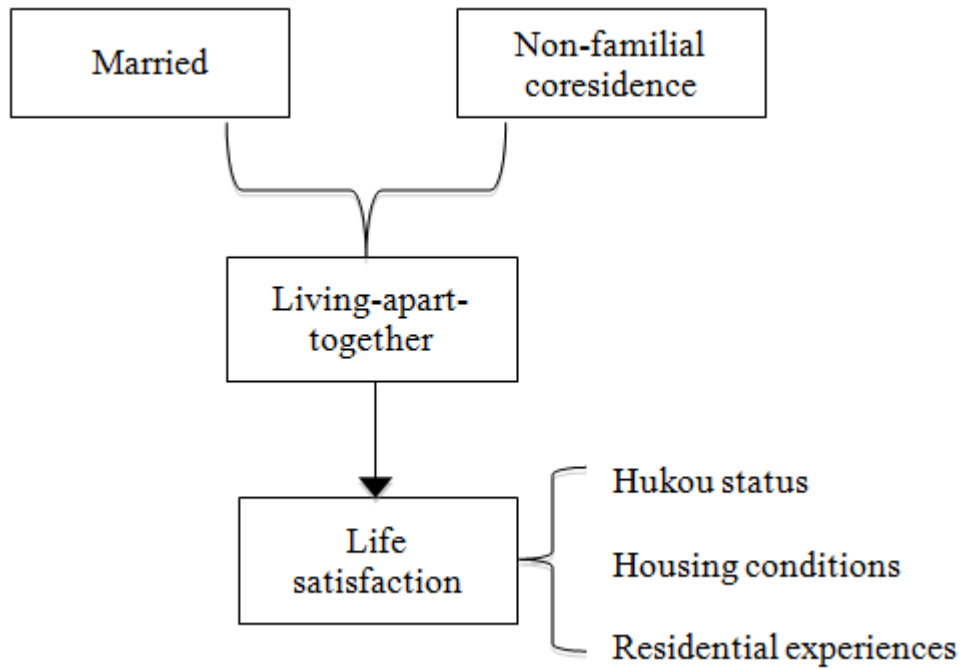 Married
Non-familial
coresidence
Living-apart-
together
Life
satisfaction
Hukou status
Housing conditions
Residential experiences